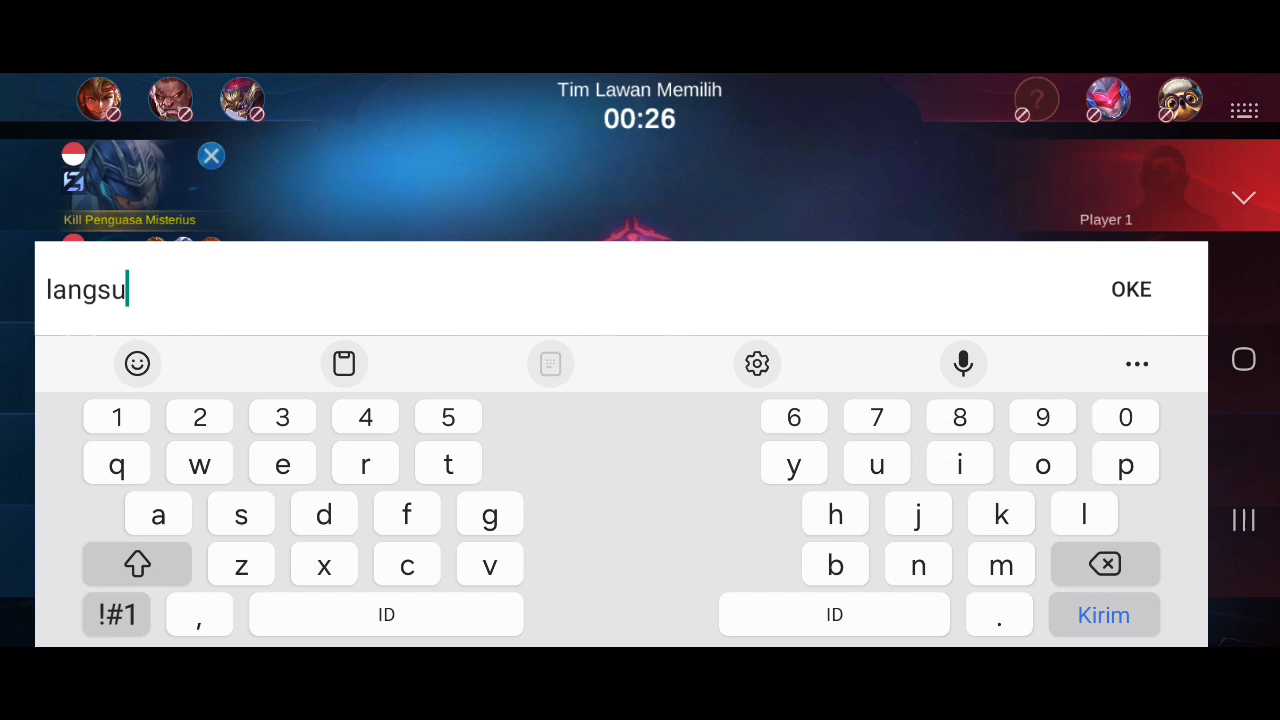 Tim Lawan Memilih
00:26
?
Kill Penguasa Misterius
Player 1
langsu
OKE
1 2 3 4 5 6 7 8 9 0
q w e r t y u i o p
a s d f g h j k l
z x c v b n m
!#1 , ID ID . Kirim